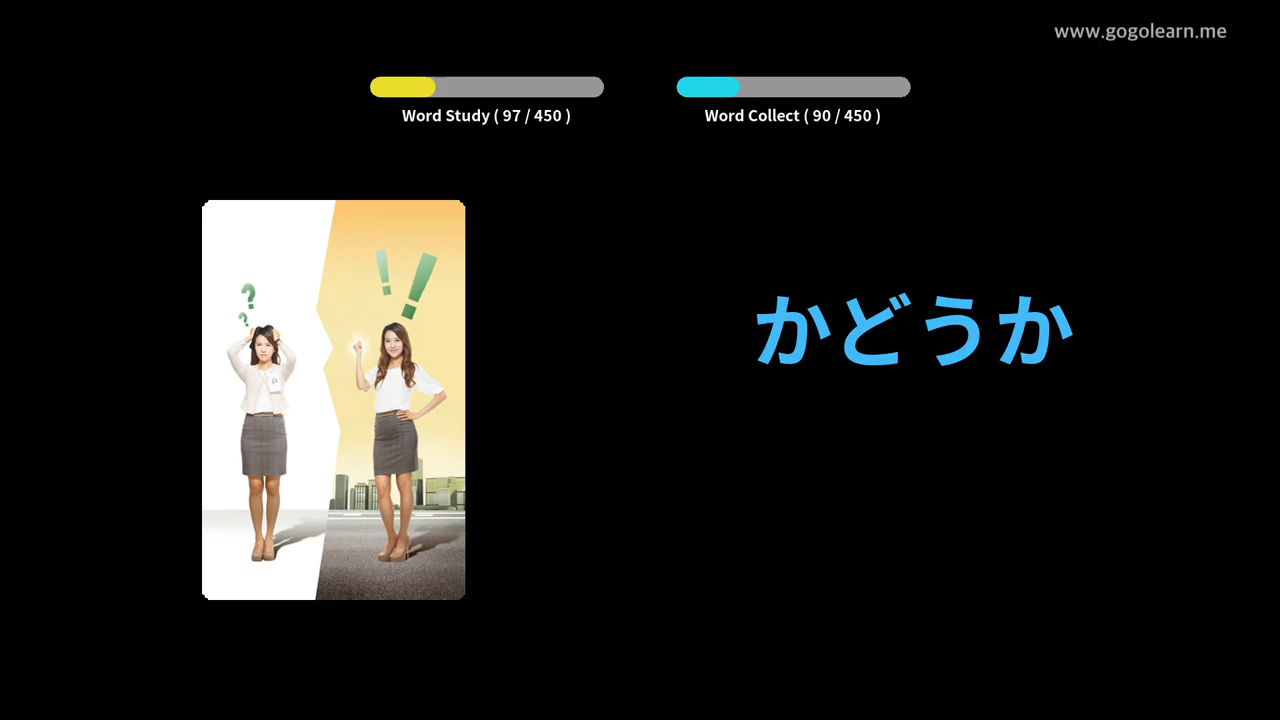 www.gogolearn.me
Word Study ( 97 / 450 )
Word Collect ( 90 / 450 )
? ?
! !
かどうか